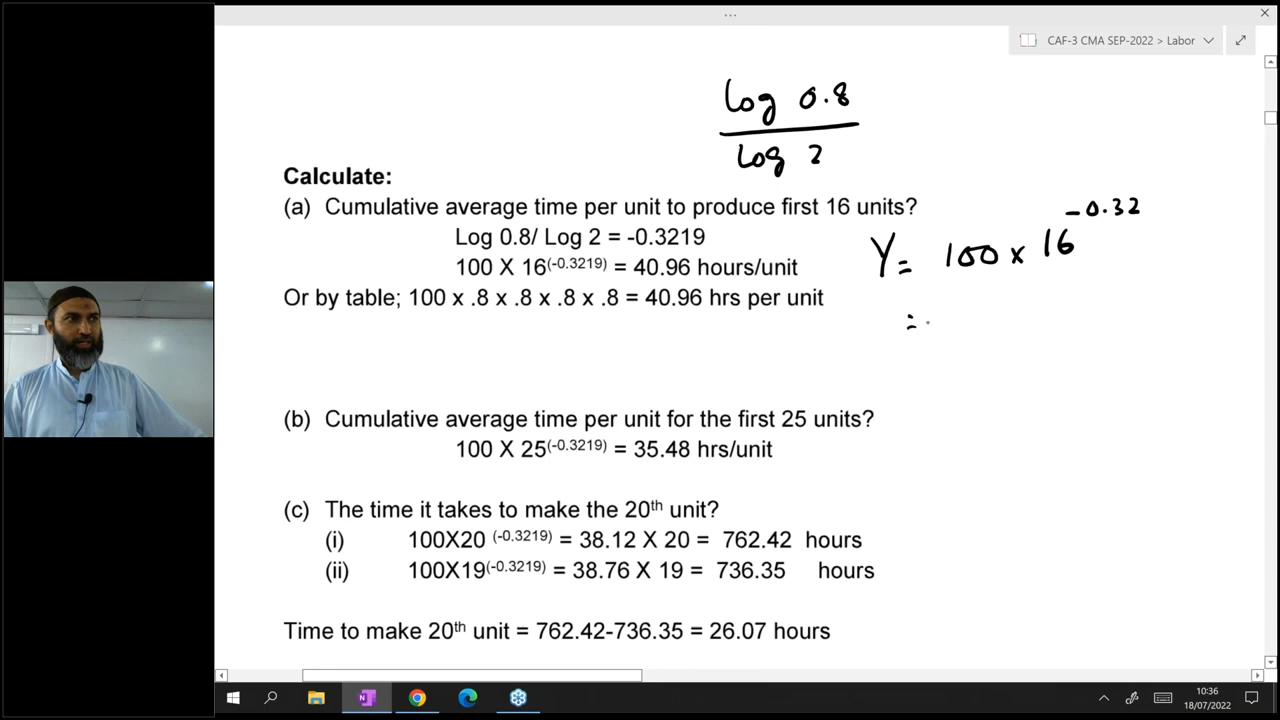 CAF-3 CMA SEP-2022 > Labor
log 0.8
log 2
Calculate:
(a) Cumulative average time per unit to produce first 16 units?
Log 0.8/ Log 2 = -0.3219
100 X 16(-0.3219) = 40.96 hours/unit
Or by table; 100 x .8 x .8 x .8 x .8 = 40.96 hrs per unit
Y = 100 x 16 -0.32
=
(b) Cumulative average time per unit for the first 25 units?
100 X 25(-0.3219) = 35.48 hrs/unit
(c) The time it takes to make the 20th unit?
(i) 100X20 (-0.3219) = 38.12 X 20 = 762.42 hours
(ii) 100X19(-0.3219) = 38.76 X 19 = 736.35 hours
Time to make 20th unit = 762.42-736.35 = 26.07 hours
10:36
18/07/2022